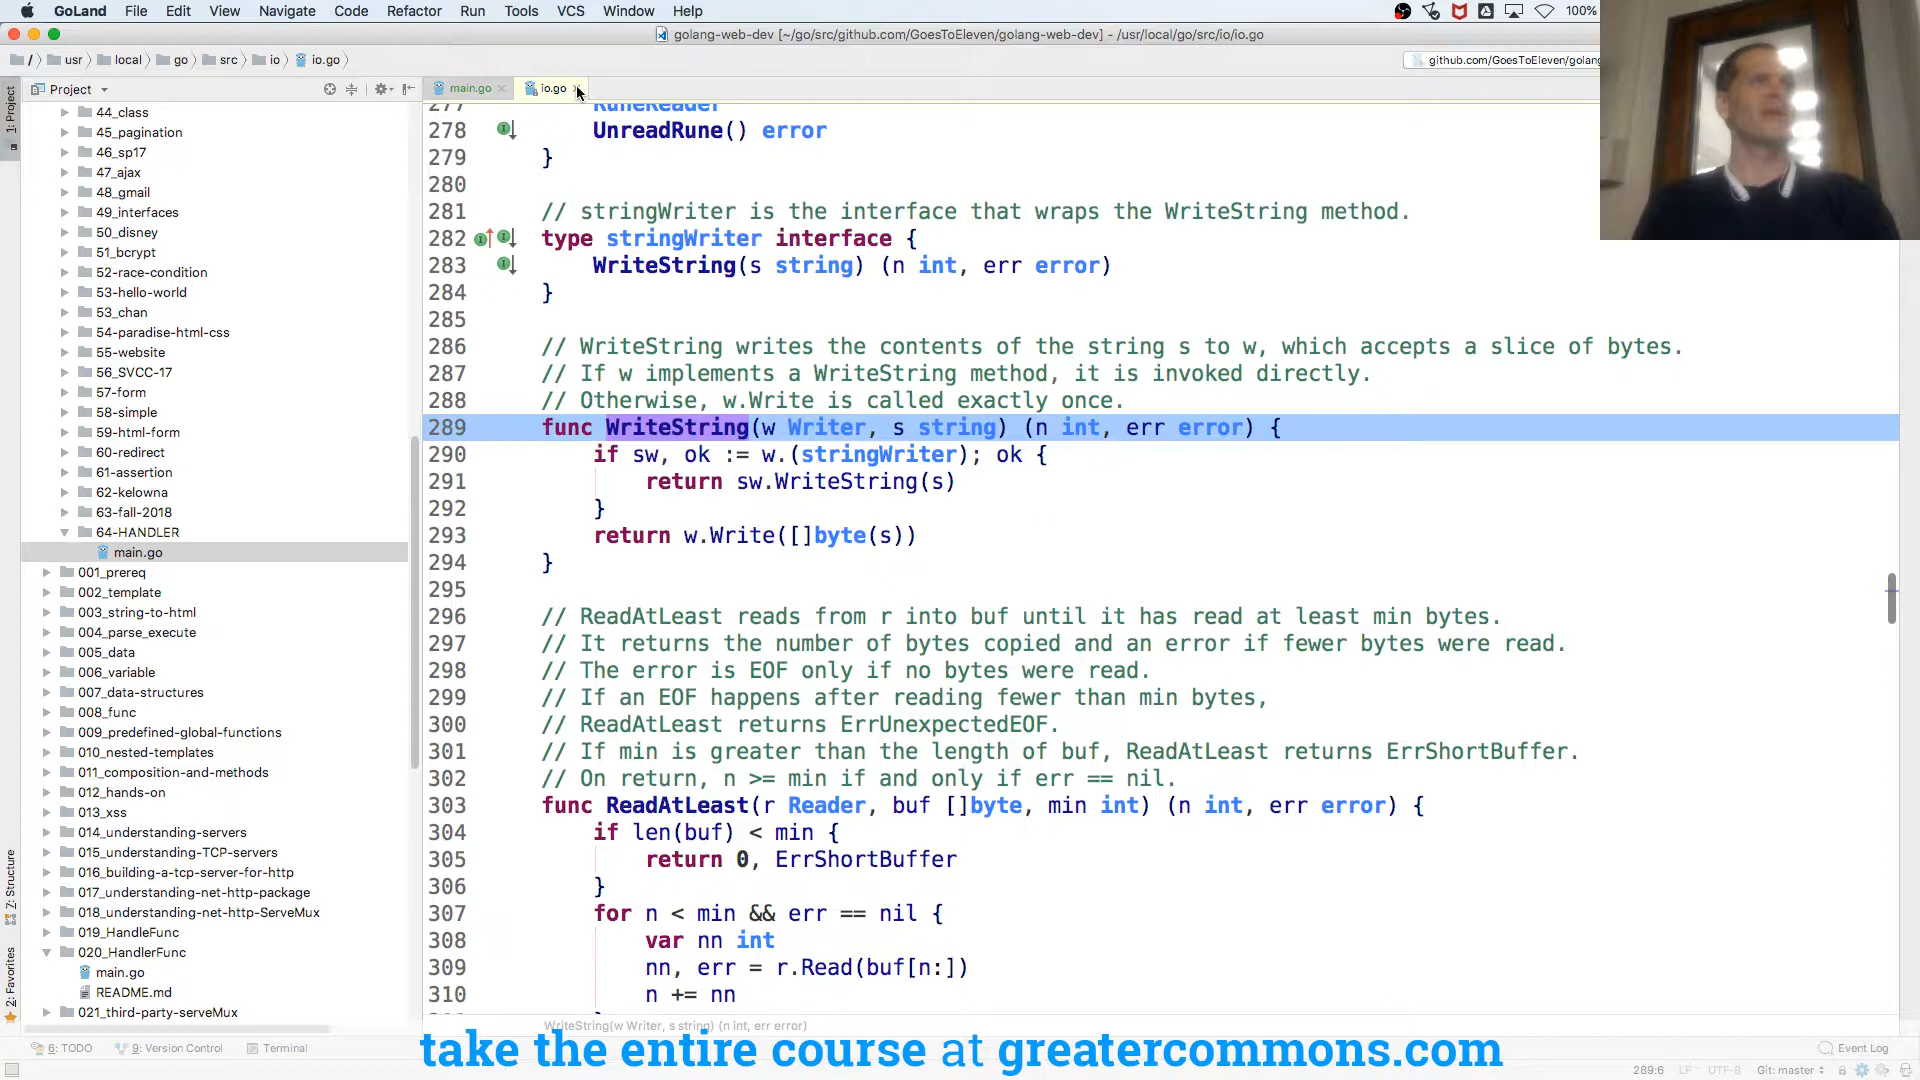 GoLand File Edit View Navigate Code Refactor Run Tools VCS Window Help 100%
golang-web-dev [~/go/src/github.com/GoesToEleven/golang-web-dev] - /usr/local/go/src/io/io.go
/ usr local go src io io.go
github.com/GoesToEleven/golang
1: Project
Project
main.go io.go
44_class
45_pagination
46_sp17
47_ajax
48_gmail
49_interfaces
50_disney
51_bcrypt
52-race-condition
53-hello-world
53_chan
54-paradise-html-css
55-website
56_SVCC-17
57-form
58-simple
59-html-form
60-redirect
61-assertion
62-kelowna
63-fall-2018
64-HANDLER
main.go
001_prereq
002_template
003_string-to-html
004_parse_execute
005_data
006_variable
007_data-structures
008_func
009_predefined-global-functions
010_nested-templates
011_composition-and-methods
012_hands-on
013_xss
014_understanding-servers
015_understanding-TCP-servers
016_building-a-tcp-server-for-http
017_understanding-net-http-package
018_understanding-net-http-ServeMux
019_HandleFunc
020_HandlerFunc
main.go
README.md
021_third-party-serveMux
7: Structure
2: Favorites
277 RuneReader
278 UnreadRune() error
279 }
280
281 // stringWriter is the interface that wraps the WriteString method.
282 type stringWriter interface {
283 WriteString(s string) (n int, err error)
284 }
285
286 // WriteString writes the contents of the string s to w, which accepts a slice of bytes.
287 // If w implements a WriteString method, it is invoked directly.
288 // Otherwise, w.Write is called exactly once.
289 func WriteString(w Writer, s string) (n int, err error) {
290 if sw, ok := w.(stringWriter); ok {
291 return sw.WriteString(s)
292 }
293 return w.Write([]byte(s))
294 }
295
296 // ReadAtLeast reads from r into buf until it has read at least min bytes.
297 // It returns the number of bytes copied and an error if fewer bytes were read.
298 // The error is EOF only if no bytes were read.
299 // If an EOF happens after reading fewer than min bytes,
300 // ReadAtLeast returns ErrUnexpectedEOF.
301 // If min is greater than the length of buf, ReadAtLeast returns ErrShortBuffer.
302 // On return, n >= min if and only if err == nil.
303 func ReadAtLeast(r Reader, buf []byte, min int) (n int, err error) {
304 if len(buf) < min {
305 return 0, ErrShortBuffer
306 }
307 for n < min && err == nil {
308 var nn int
309 nn, err = r.Read(buf[n:])
310 n += nn
WriteString(w Writer, s string) (n int, err error)
take the entire course at greatercommons.com
6: TODO 9: Version Control Terminal Event Log
289:6 LF UTF-8 Git: master